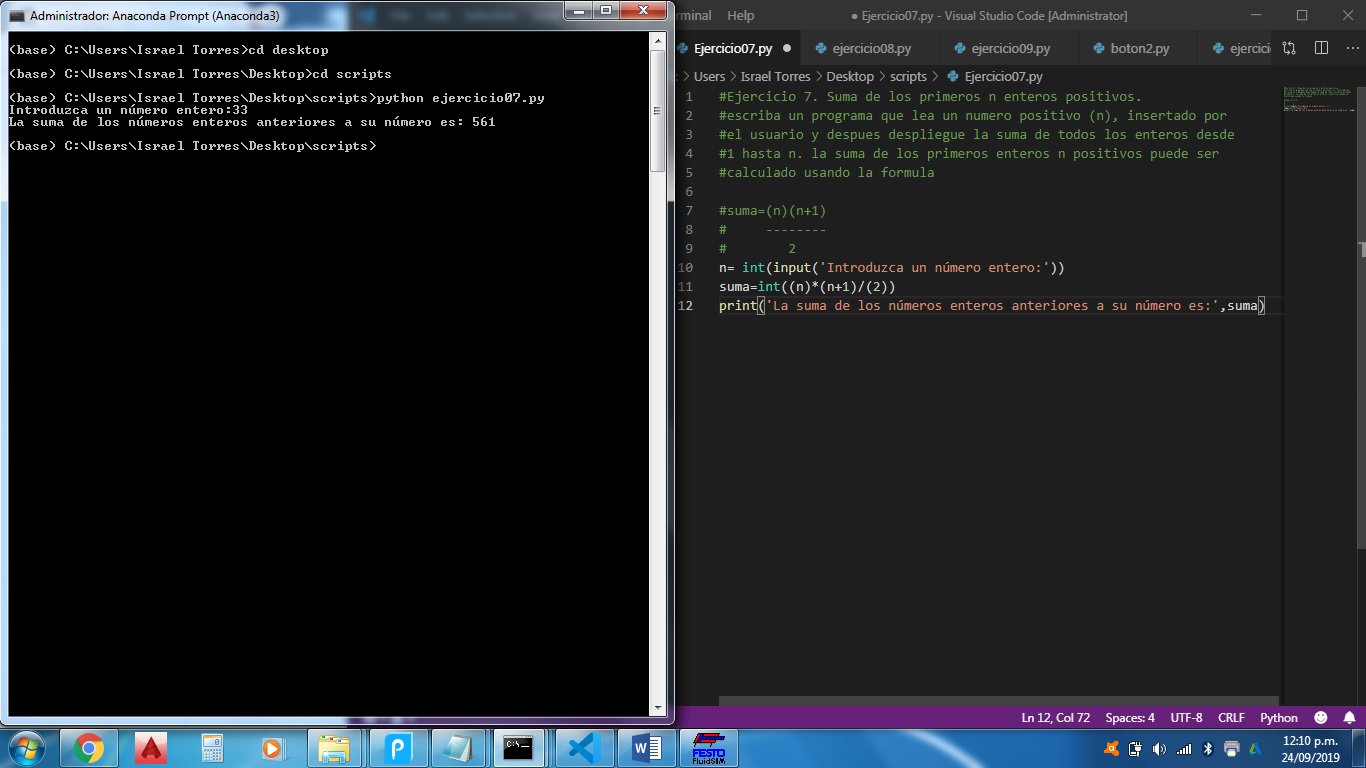 Administrador: Anaconda Prompt (Anaconda3)
(base) C:\Users\Israel Torres>cd desktop
(base) C:\Users\Israel Torres\Desktop>cd scripts
(base) C:\Users\Israel Torres\Desktop\scripts>python ejercicio07.py
Introduzca un número entero:33
La suma de los números enteros anteriores a su número es: 561
(base) C:\Users\Israel Torres\Desktop\scripts>
rminal Help
● Ejercicio07.py - Visual Studio Code [Administrator]
Ejercicio07.py ● ejercicio08.py ejercicio09.py boton2.py ejercici
: > Users > Israel Torres > Desktop > scripts > Ejercicio07.py
1 #Ejercicio 7. Suma de los primeros n enteros positivos.
2 #escriba un programa que lea un numero positivo (n), insertado por
3 #el usuario y despues despliegue la suma de todos los enteros desde
4 #1 hasta n. la suma de los primeros enteros n positivos puede ser
5 #calculado usando la formula
6
7 #suma=(n)(n+1)
8 #     --------
9 #        2
10 n= int(input('Introduzca un número entero:'))
11 suma=int((n)*(n+1)/(2))
12 print('La suma de los números enteros anteriores a su número es:',suma)
Ln 12, Col 72 Spaces: 4 UTF-8 CRLF Python
C:\_
FESTO
FluidSIM
12:10 p.m.
24/09/2019